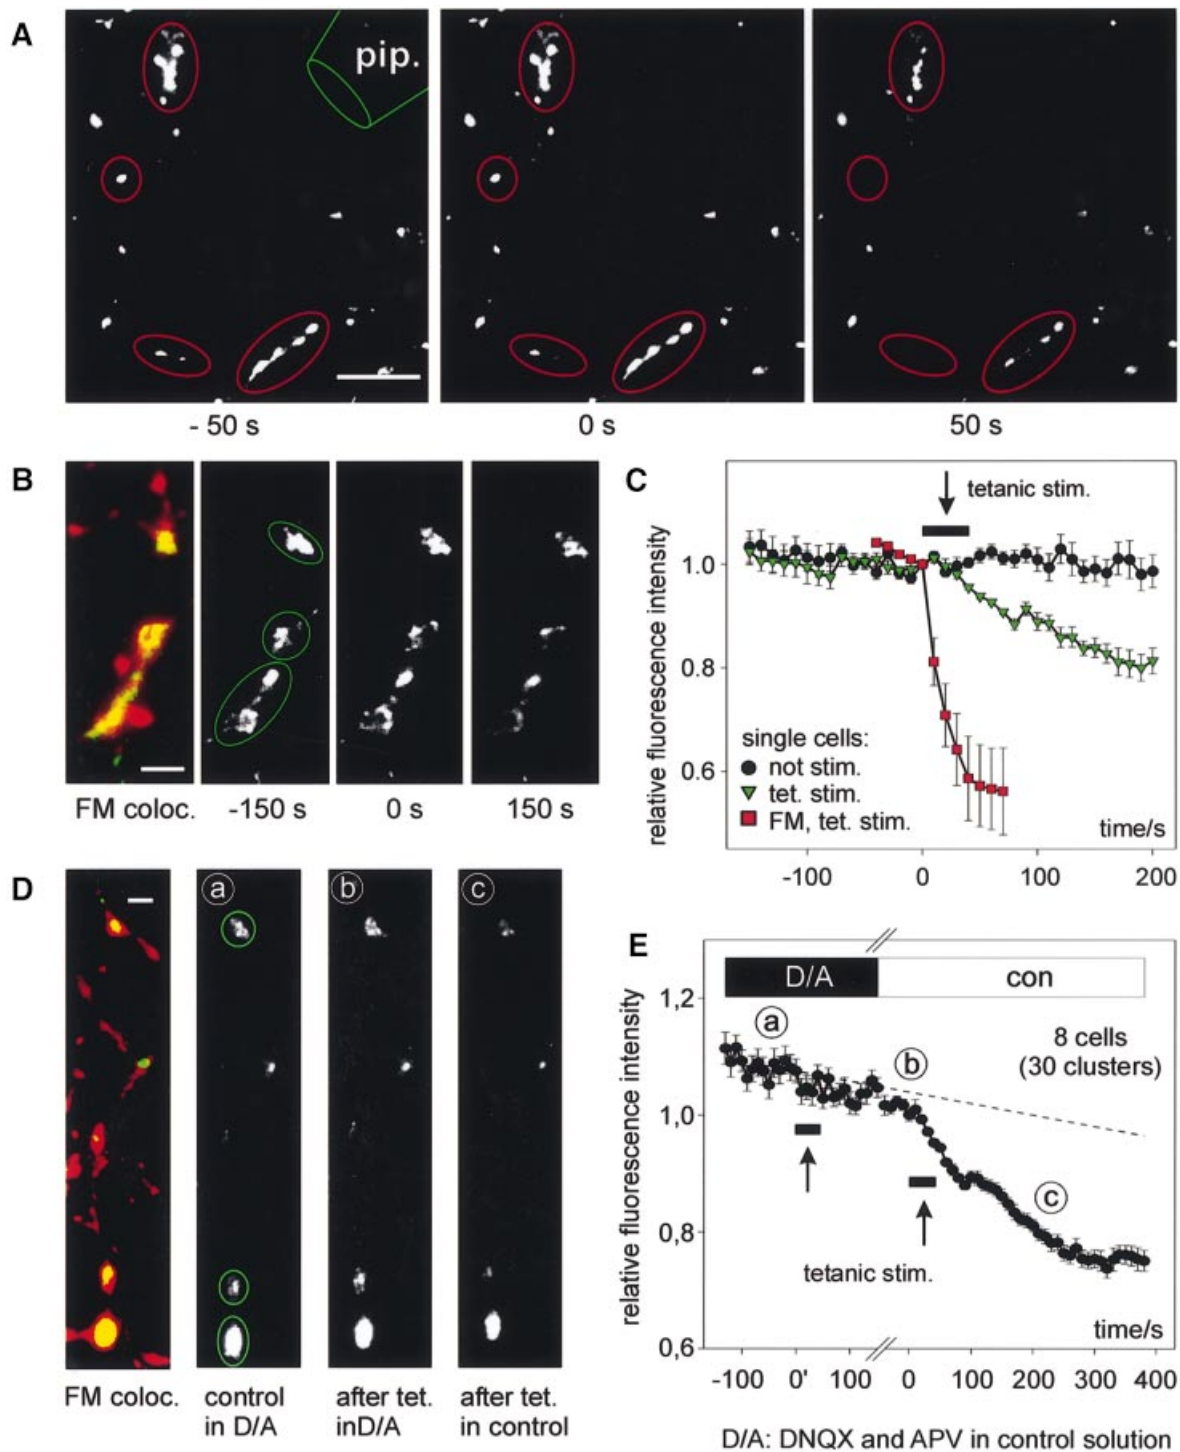 A
pip.
- 50 s
0 s
50 s
B
FM coloc.
-150 s
0 s
150 s
C
tetanic stim.
relative fluorescence intensity
1.0
0.8
0.6
single cells:
not stim.
tet. stim.
FM, tet. stim.
time/s
-100
0
100
200
D
a
b
c
FM coloc.
control
in D/A
after tet.
inD/A
after tet.
in control
E
D/A
con
relative fluorescence intensity
1,2
1,0
0,8
0,6
a
b
c
8 cells
(30 clusters)
tetanic stim.
time/s
-100
0'
100
0
100
200
300
400
D/A: DNQX and APV in control solution